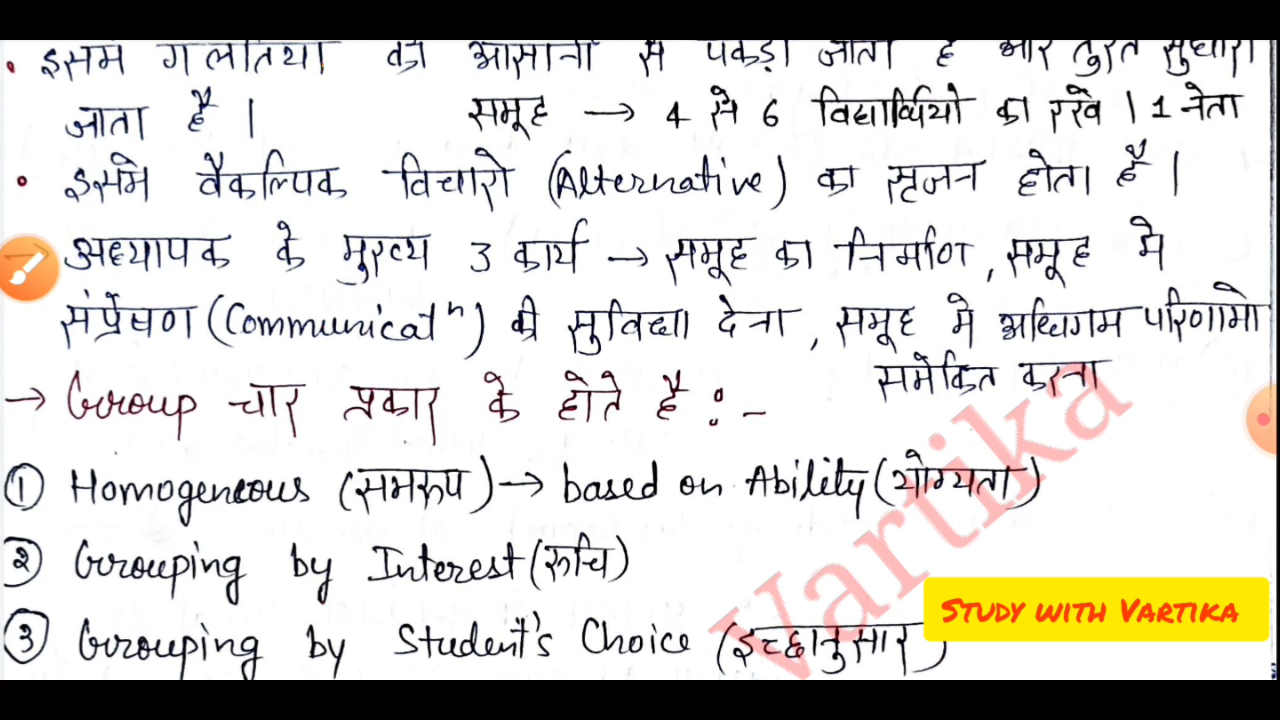 • इसमें गलतियों को आसानी से पकड़ा जाता है और तुरंत सुधारा
जाता है । समूह → 4 से 6 विद्यार्थियो का रखे । 1 नेता
• इसमे वैकल्पिक विचारो (Alternative) का सृजन होता है ।
अध्यापक के मुख्य 3 कार्य → समूह का निर्माण, समूह मे
संप्रेषण (Communicatⁿ) की सुविधा देना, समूह मे अधिगम परिणामो
समेकित करना
→ Group चार प्रकार के होते है :-
① Homogeneous (समरूप) → based on Ability (योग्यता)
② Grouping by Interest (रूचि)
③ Grouping by Student's Choice (इच्छानुसार)
Vartika
STUDY WITH VARTIKA